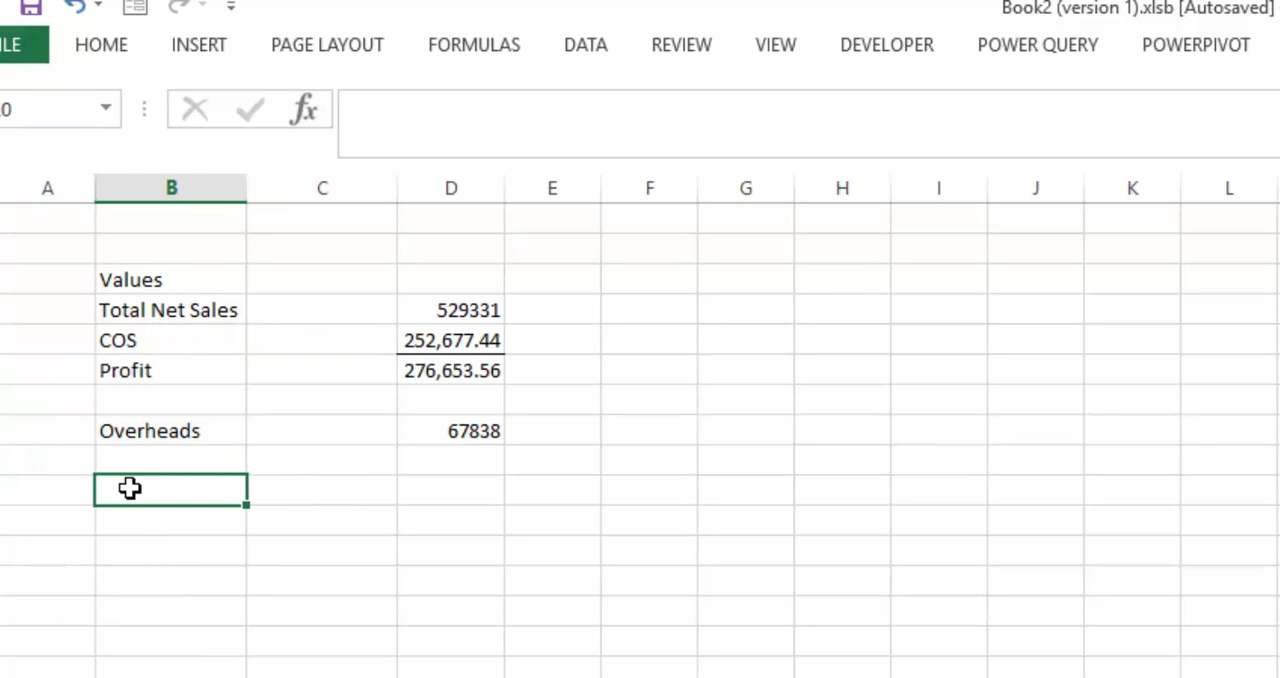 Book2 (version 1).xlsb [Autosaved]
HOME INSERT PAGE LAYOUT FORMULAS DATA REVIEW VIEW DEVELOPER POWER QUERY POWERPIVOT
fx
A B C D E F G H I J K L
Values
Total Net Sales 529331
COS 252,677.44
Profit 276,653.56
Overheads 67838